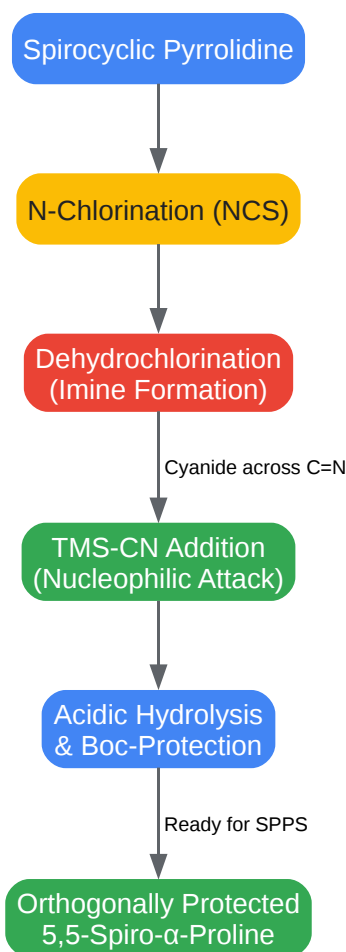 Spirocyclic Pyrrolidine
N-Chlorination (NCS)
Dehydrochlorination
(Imine Formation)
Cyanide across C=N
TMS-CN Addition
(Nucleophilic Attack)
Acidic Hydrolysis
& Boc-Protection
Ready for SPPS
Orthogonally Protected
5,5-Spiro-α-Proline